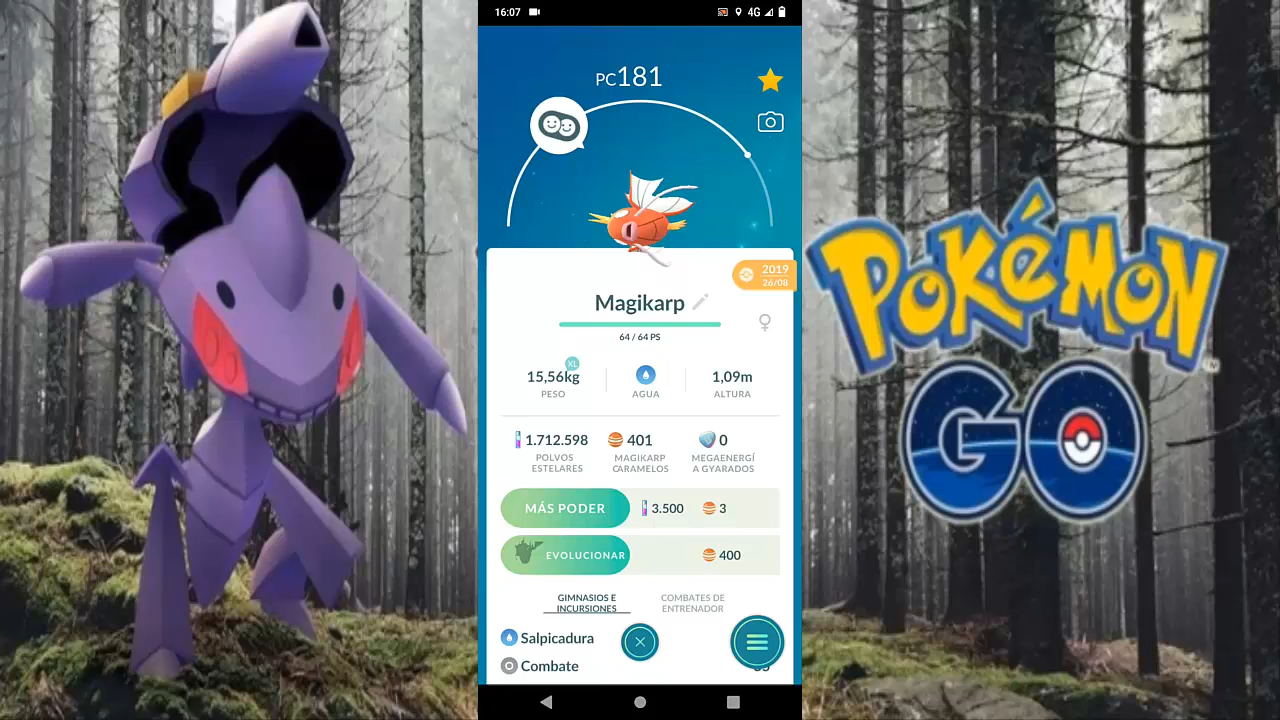 16:07
4G
PC181
2019
26/08
Magikarp
64 / 64 PS
XL
15,56kg
PESO
AGUA
1,09m
ALTURA
1.712.598
POLVOS
ESTELARES
401
MAGIKARP
CARAMELOS
0
MEGAENERGÍ
A GYARADOS
MÁS PODER
3.500
3
EVOLUCIONAR
400
GIMNASIOS E
INCURSIONES
COMBATES DE
ENTRENADOR
Salpicadura
Combate
POKÉMON
TM
GO